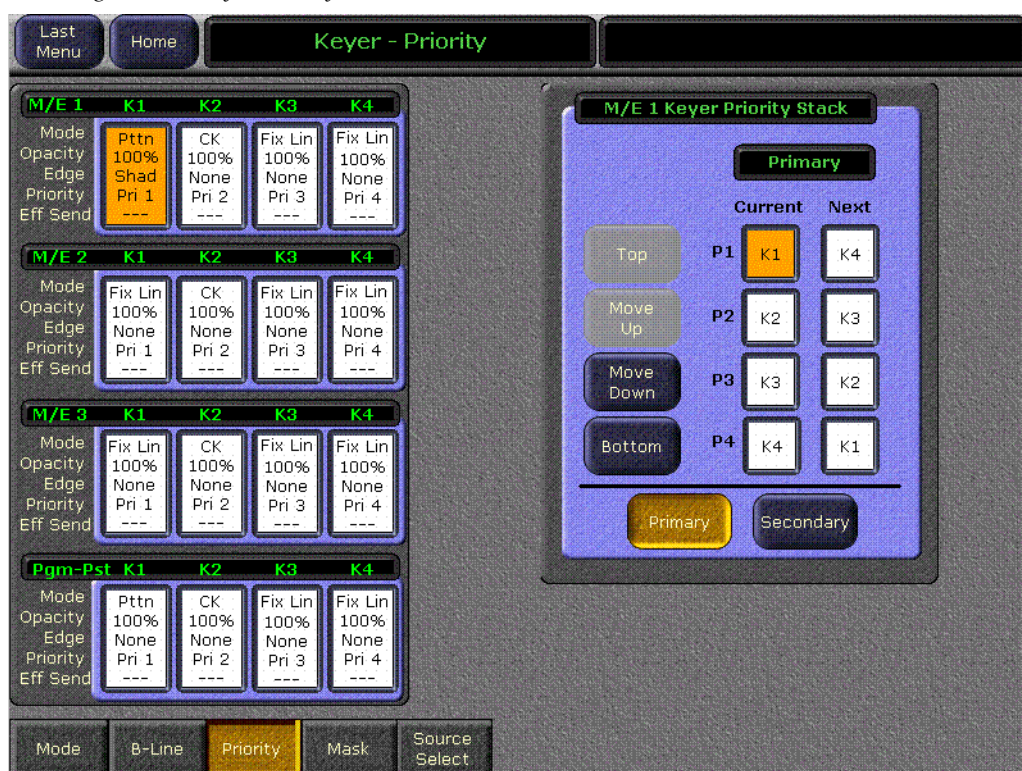 Last Menu
Home
Keyer - Priority
M/E 1 K1 K2 K3 K4
Mode Pttn CK Fix Lin Fix Lin
Opacity 100% 100% 100% 100%
Edge Shad None None None
Priority Pri 1 Pri 2 Pri 3 Pri 4
Eff Send --- --- --- ---
M/E 2 K1 K2 K3 K4
Mode Fix Lin CK Fix Lin Fix Lin
Opacity 100% 100% 100% 100%
Edge None None None None
Priority Pri 1 Pri 2 Pri 3 Pri 4
Eff Send --- --- --- ---
M/E 3 K1 K2 K3 K4
Mode Fix Lin CK Fix Lin Fix Lin
Opacity 100% 100% 100% 100%
Edge None None None None
Priority Pri 1 Pri 2 Pri 3 Pri 4
Eff Send --- --- --- ---
Pgm-Pst K1 K2 K3 K4
Mode Pttn CK Fix Lin Fix Lin
Opacity 100% 100% 100% 100%
Edge None None None None
Priority Pri 1 Pri 2 Pri 3 Pri 4
Eff Send --- --- --- ---
M/E 1 Keyer Priority Stack
Primary
Current Next
Top P1 K1 K4
Move Up P2 K2 K3
Move Down P3 K3 K2
Bottom P4 K4 K1
Primary Secondary
Mode B-Line Priority Mask Source Select